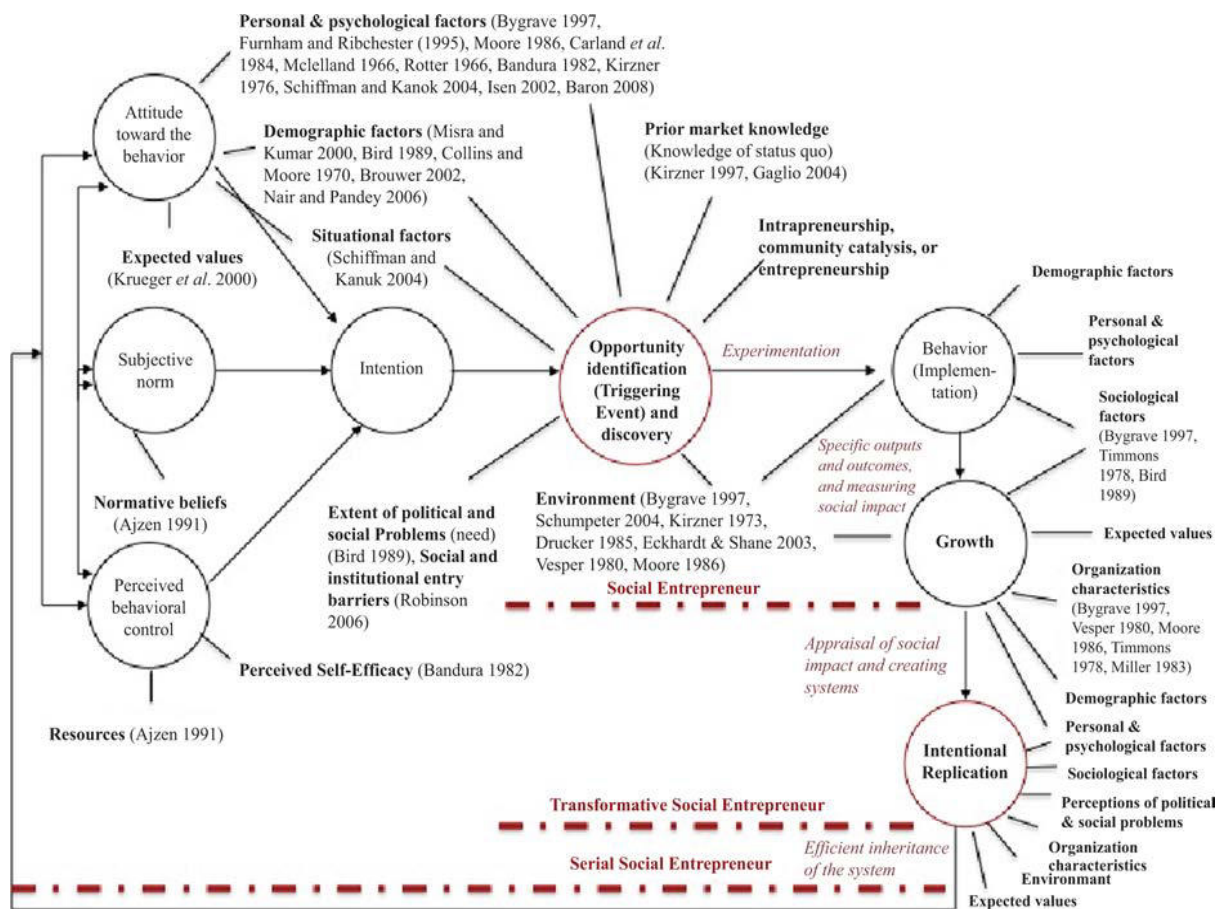 Personal & psychological factors (Bygrave 1997,
Furnham and Ribchester (1995), Moore 1986, Carland et al.
1984, Mclelland 1966, Rotter 1966, Bandura 1982, Kirzner
1976, Schiffman and Kanok 2004, Isen 2002, Baron 2008)
Attitude
toward the
behavior
Demographic factors (Misra and
Kumar 2000, Bird 1989, Collins and
Moore 1970, Brouwer 2002,
Nair and Pandey 2006)
Prior market knowledge
(Knowledge of status quo)
(Kirzner 1997, Gaglio 2004)
Expected values
(Krueger et al. 2000)
Situational factors
(Schiffman and
Kanuk 2004)
Intrapreneurship,
community catalysis, or
entrepreneurship
Demographic factors
Subjective
norm
Intention
Opportunity
identification
(Triggering
Event) and
discovery
Experimentation
Behavior
(Implemen-
tation)
Personal &
psychological
factors
Sociological
factors
(Bygrave 1997,
Timmons
1978, Bird
1989)
Normative beliefs
(Ajzen 1991)
Extent of political and
social Problems (need)
(Bird 1989), Social and
institutional entry
barriers (Robinson
2006)
Environment (Bygrave 1997,
Schumpeter 2004, Kirzner 1973,
Drucker 1985, Eckhardt & Shane 2003,
Vesper 1980, Moore 1986)
Specific outputs
and outcomes,
and measuring
social impact
Growth
Expected values
Perceived
behavioral
control
Social Entrepreneur
Organization
characteristics
(Bygrave 1997,
Vesper 1980, Moore
1986, Timmons
1978, Miller 1983)
Perceived Self-Efficacy (Bandura 1982)
Appraisal of social
impact and creating
systems
Demographic factors
Resources (Ajzen 1991)
Personal &
psychological factors
Intentional
Replication
Sociological factors
Transformative Social Entrepreneur
Perceptions of political
& social problems
Serial Social Entrepreneur
Efficient inheritance
of the system
Organization
characteristics
Environmant
Expected values